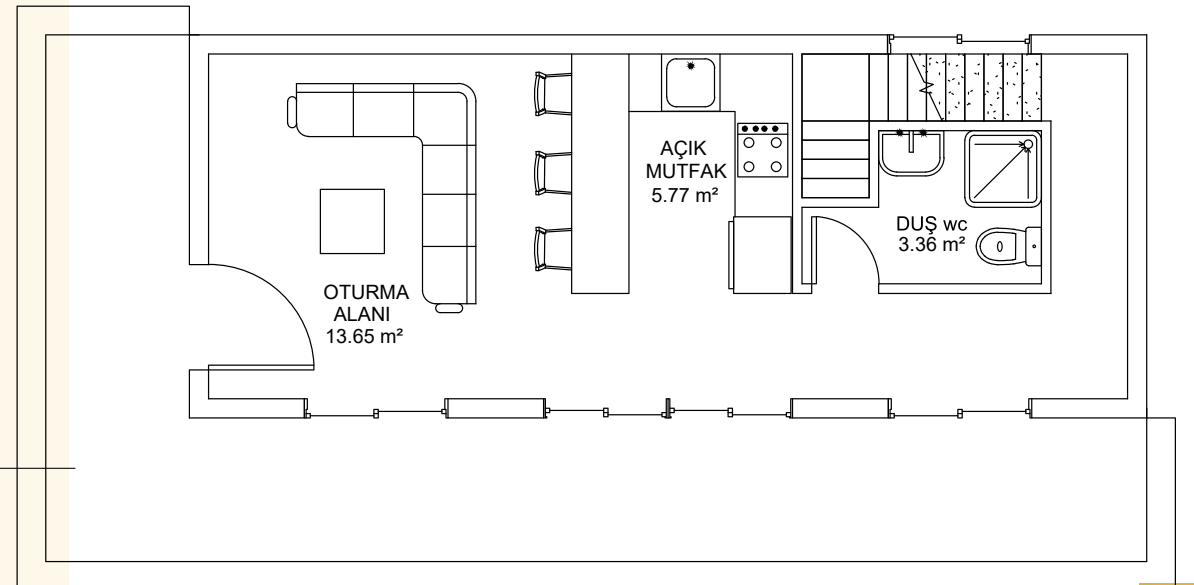 AÇIK
MUTFAK
5.77 m²
DUŞ wc
3.36 m²
OTURMA
ALANI
13.65 m²